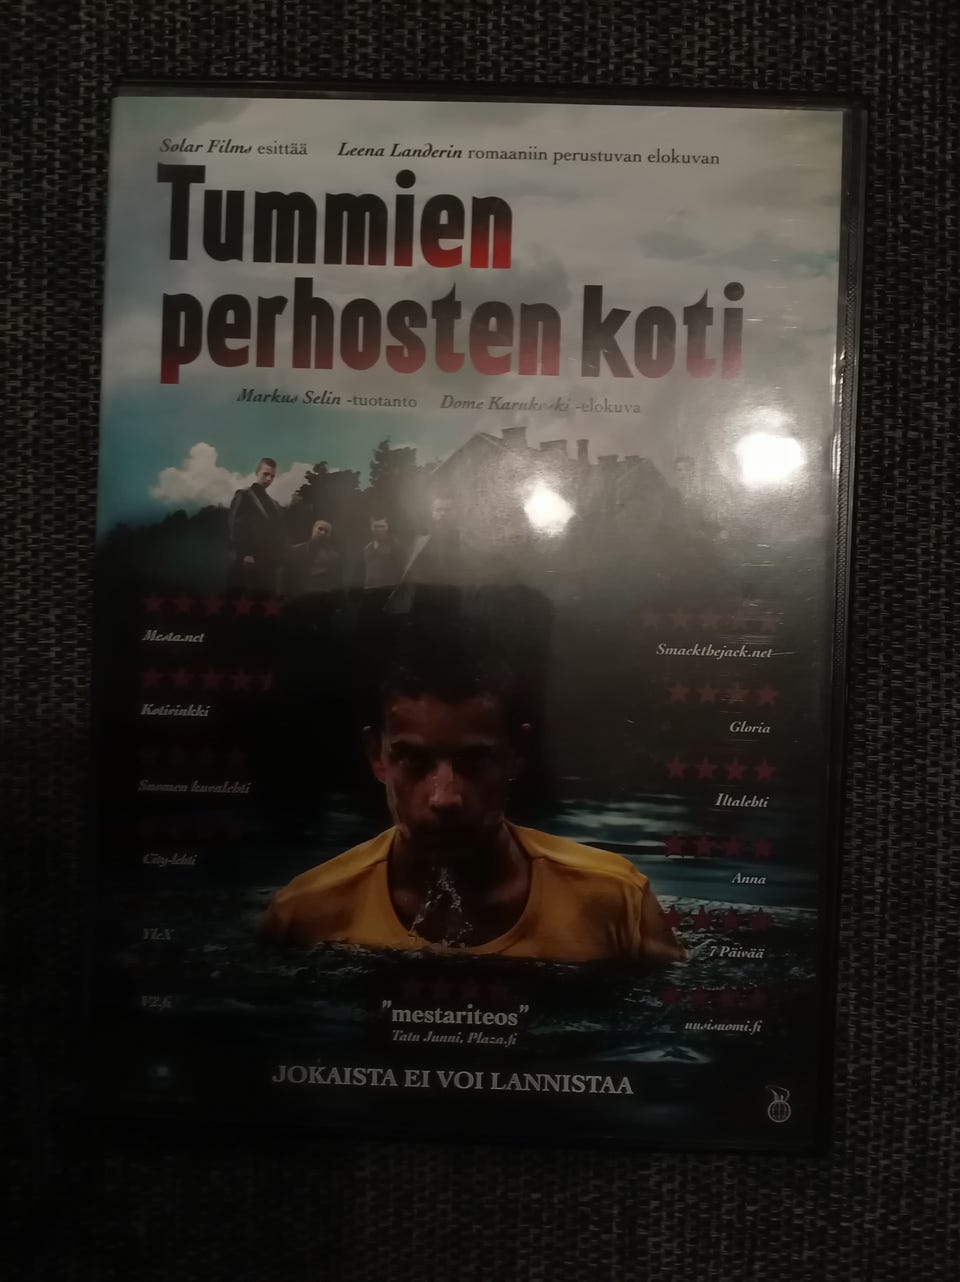 Solar Films esittää Leena Landerin romaaniin perustuvan elokuvan
Tummien
perhosten koti
Markus Selin -tuotanto Dome Karukoski -elokuva
Mesta.net
Smackthejack.net
Kotivinkki
Gloria
Suomen kuvalehti
Iltalehti
City-lehti
Anna
YleX
7 Päivää
V2.fi
uusisuomi.fi
"mestariteos"
Tatu Junni, Plaza.fi
JOKAISTA EI VOI LANNISTAA